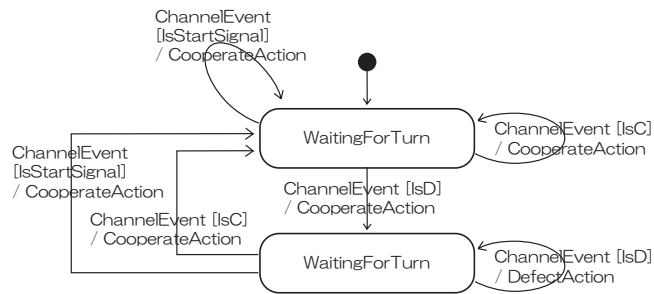 ChannelEvent
[IsStartSignal]
/ CooperateAction
WaitingForTurn
ChannelEvent [IsC]
/ CooperateAction
ChannelEvent
[IsStartSignal]
/ CooperateAction
ChannelEvent [IsD]
/ CooperateAction
ChannelEvent [IsC]
/ CooperateAction
WaitingForTurn
ChannelEvent [IsD]
/ DefectAction